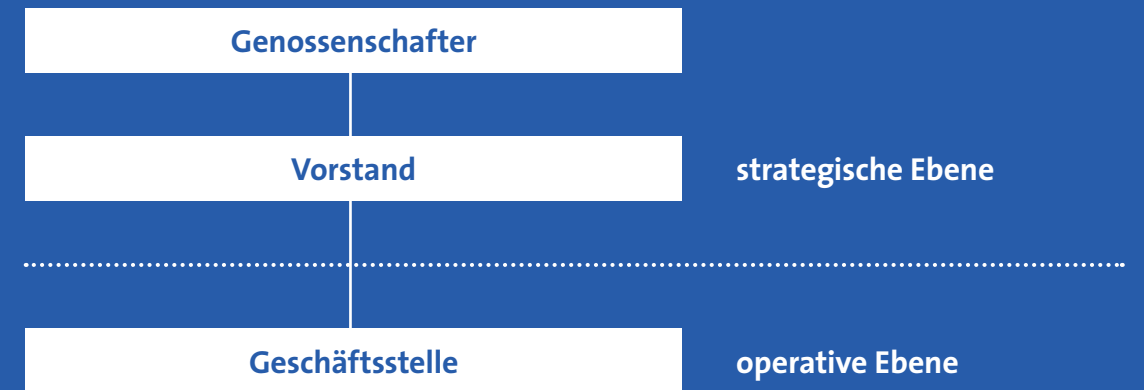 Genossenschafter
Vorstand
strategische Ebene
Geschäftsstelle
operative Ebene